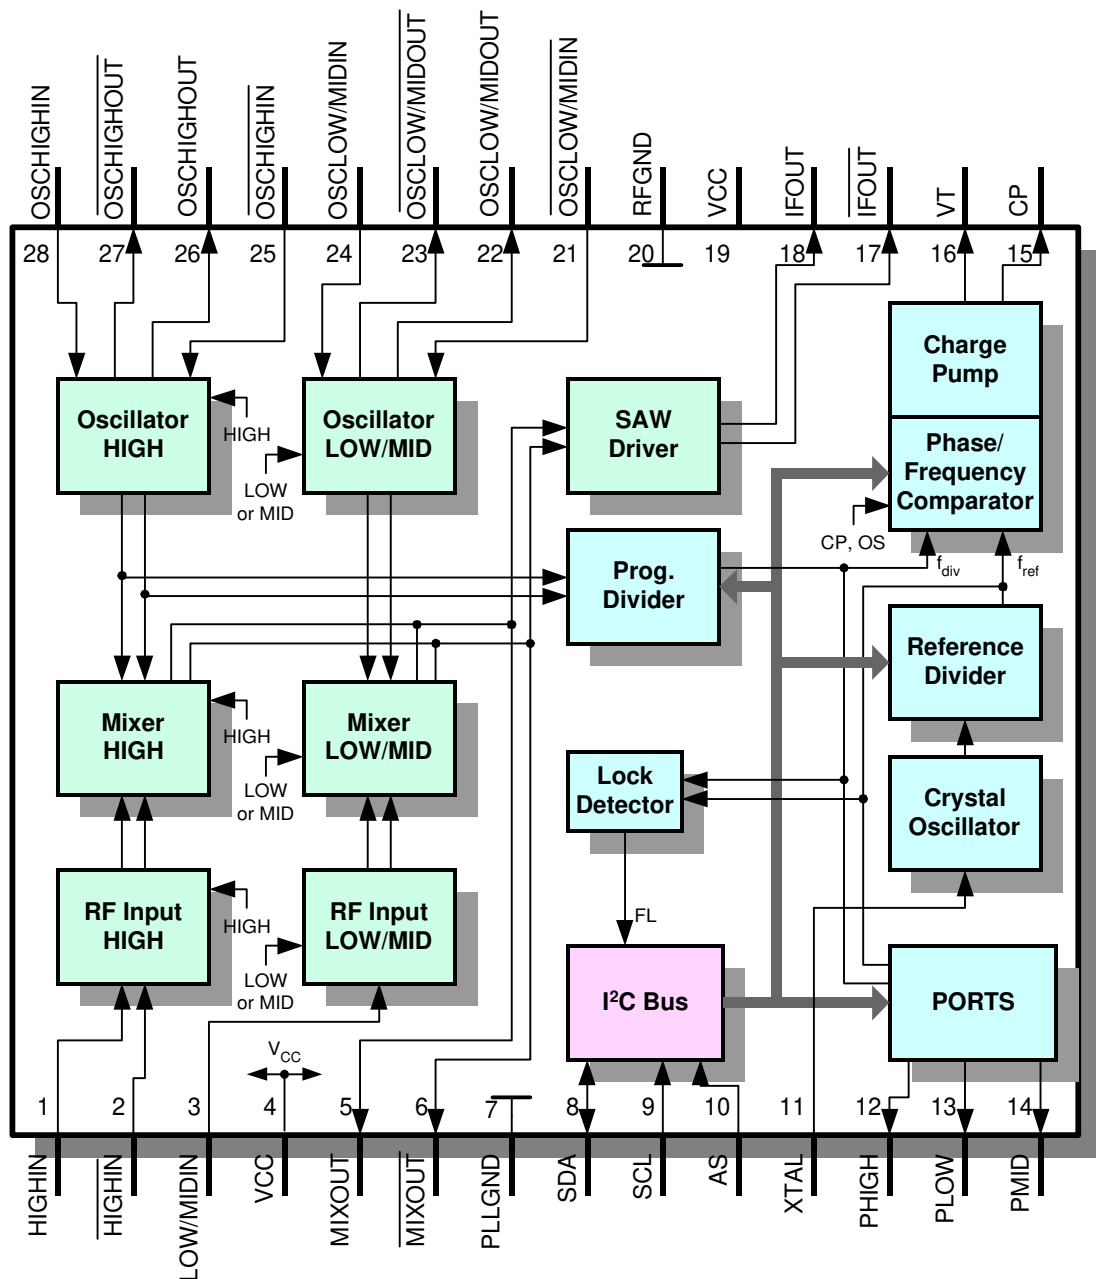 OSCHIGHIN
OSCHIGHOUT
OSCHIGHOUT
OSCHIGHIN
OSCLOW/MIDIN
OSCLOW/MIDOUT
OSCLOW/MIDOUT
OSCLOW/MIDIN
RFGND
VCC
IFOUT
IFOUT
VT
CP
28
27
26
25
24
23
22
21
20
19
18
17
16
15
Oscillator
HIGH
HIGH
Oscillator
LOW/MID
LOW
or MID
SAW
Driver
Charge
Pump
Phase/
Frequency
Comparator
CP, OS
Prog.
Divider
fdiv
fref
Reference
Divider
Mixer
HIGH
HIGH
Mixer
LOW/MID
LOW
or MID
Lock
Detector
Crystal
Oscillator
RF Input
HIGH
HIGH
RF Input
LOW/MID
LOW
or MID
FL
I²C Bus
PORTS
VCC
1
2
3
4
5
6
7
8
9
10
11
12
13
14
HIGHIN
HIGHIN
LOW/MIDIN
VCC
MIXOUT
MIXOUT
PLLGND
SDA
SCL
AS
XTAL
PHIGH
PLOW
PMID